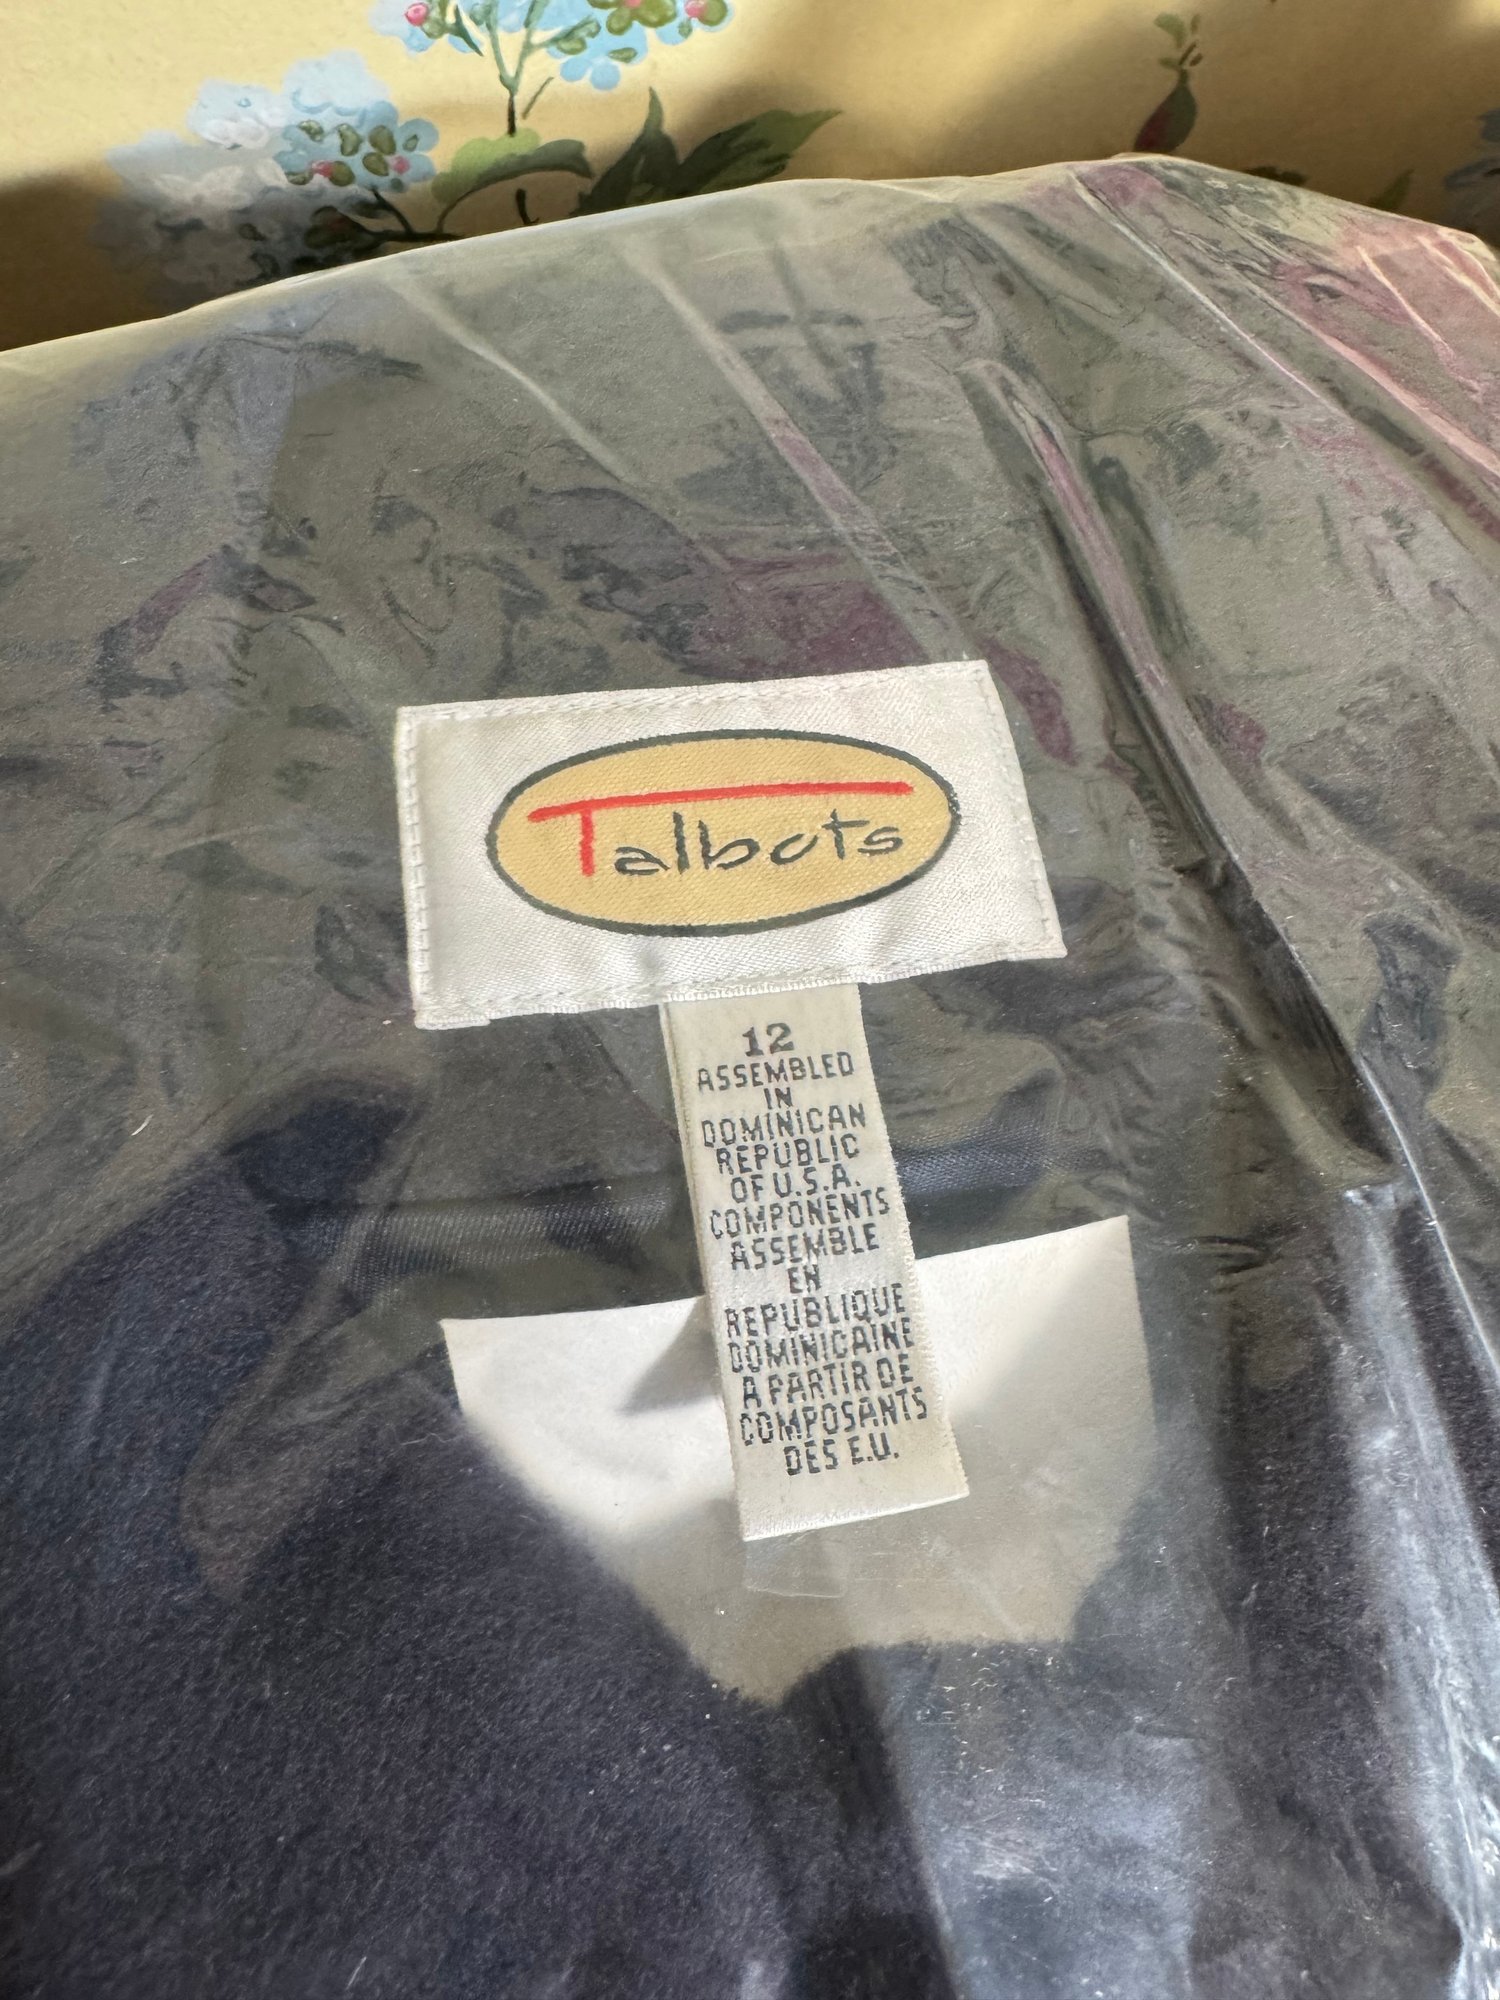 Talbots
12
ASSEMBLED
IN
DOMINICAN
REPUBLIC
OF U.S.A.
COMPONENTS
ASSEMBLE
EN
REPUBLIQUE
DOMINICAINE
A PARTIR DE
COMPOSANTS
DES E.U.